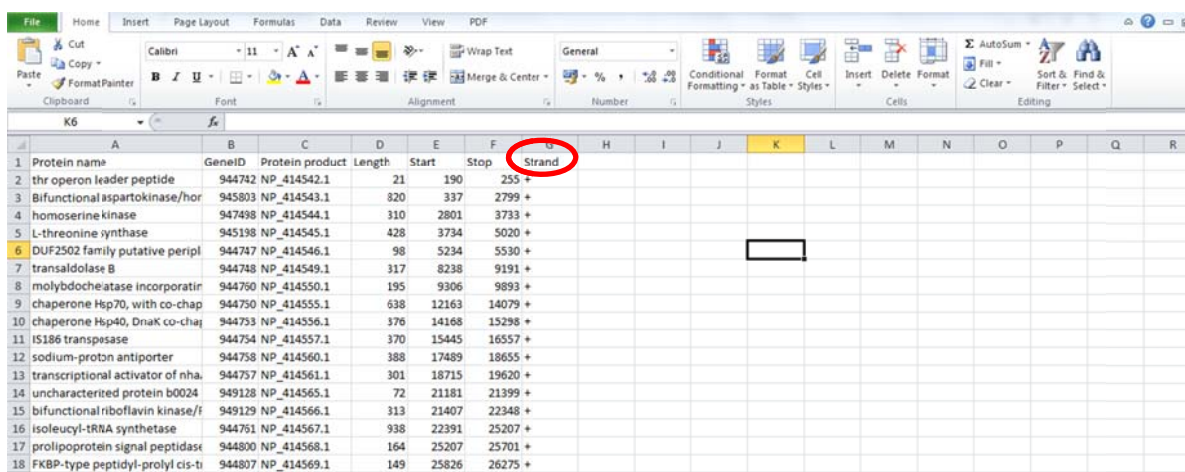 File Home Insert Page Layout Formulas Data Review View PDF
Cut Calibri 11 A A Wrap Text General Σ AutoSum
Copy Fill
Paste Format Painter B I U A Merge & Center % , Conditional Format Cell Insert Delete Format Clear Sort & Find &
Formatting as Table Styles Filter Select
Clipboard Font Alignment Number Styles Cells Editing
K6 fx
A B C D E F G H I J K L M N O P Q R
1 Protein name GeneID Protein product Length Start Stop Strand
2 thr operon leader peptide 944742 NP_414542.1 21 190 255 +
3 Bifunctional aspartokinase/hor 945803 NP_414543.1 820 337 2799 +
4 homoserine kinase 947498 NP_414544.1 310 2801 3733 +
5 L-threonine synthase 945198 NP_414545.1 428 3734 5020 +
6 DUF2502 family putative peripl 944747 NP_414546.1 98 5234 5530 +
7 transaldolase B 944748 NP_414549.1 317 8238 9191 +
8 molybdochelatase incorporatin 944760 NP_414550.1 195 9306 9893 +
9 chaperone Hsp70, with co-chap 944750 NP_414555.1 638 12163 14079 +
10 chaperone Hsp40, DnaK co-chap 944753 NP_414556.1 376 14168 15298 +
11 IS186 transposase 944754 NP_414557.1 370 15445 16557 +
12 sodium-proton antiporter 944758 NP_414560.1 388 17489 18655 +
13 transcriptional activator of nha 944757 NP_414561.1 301 18715 19620 +
14 uncharacterized protein b0024 949128 NP_414565.1 72 21181 21399 +
15 bifunctional riboflavin kinase/F 949129 NP_414566.1 313 21407 22348 +
16 isoleucyl-tRNA synthetase 944761 NP_414567.1 938 22391 25207 +
17 prolipoprotein signal peptidase 944800 NP_414568.1 164 25207 25701 +
18 FKBP-type peptidyl-prolyl cis-tr 944807 NP_414569.1 149 25826 26275 +